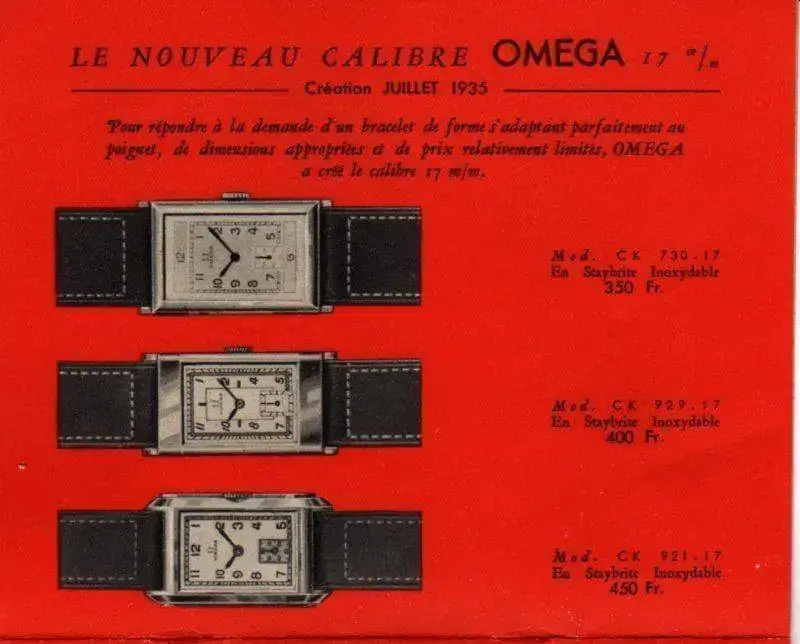 LE NOUVEAU CALIBRE OMEGA 17 m/m
Création JUILLET 1935
Pour répondre à la demande d'un bracelet de forme s'adaptant parfaitement au
poignet, de dimensions appropriées et de prix relativement limités, OMEGA
a créé le calibre 17 m/m.
Mod. CK 730.17
En Staybrite Inoxydable
350 Fr.
Mod. CK 929.17
En Staybrite Inoxydable
400 Fr.
Mod. CK 921.17
En Staybrite Inoxydable
450 Fr.